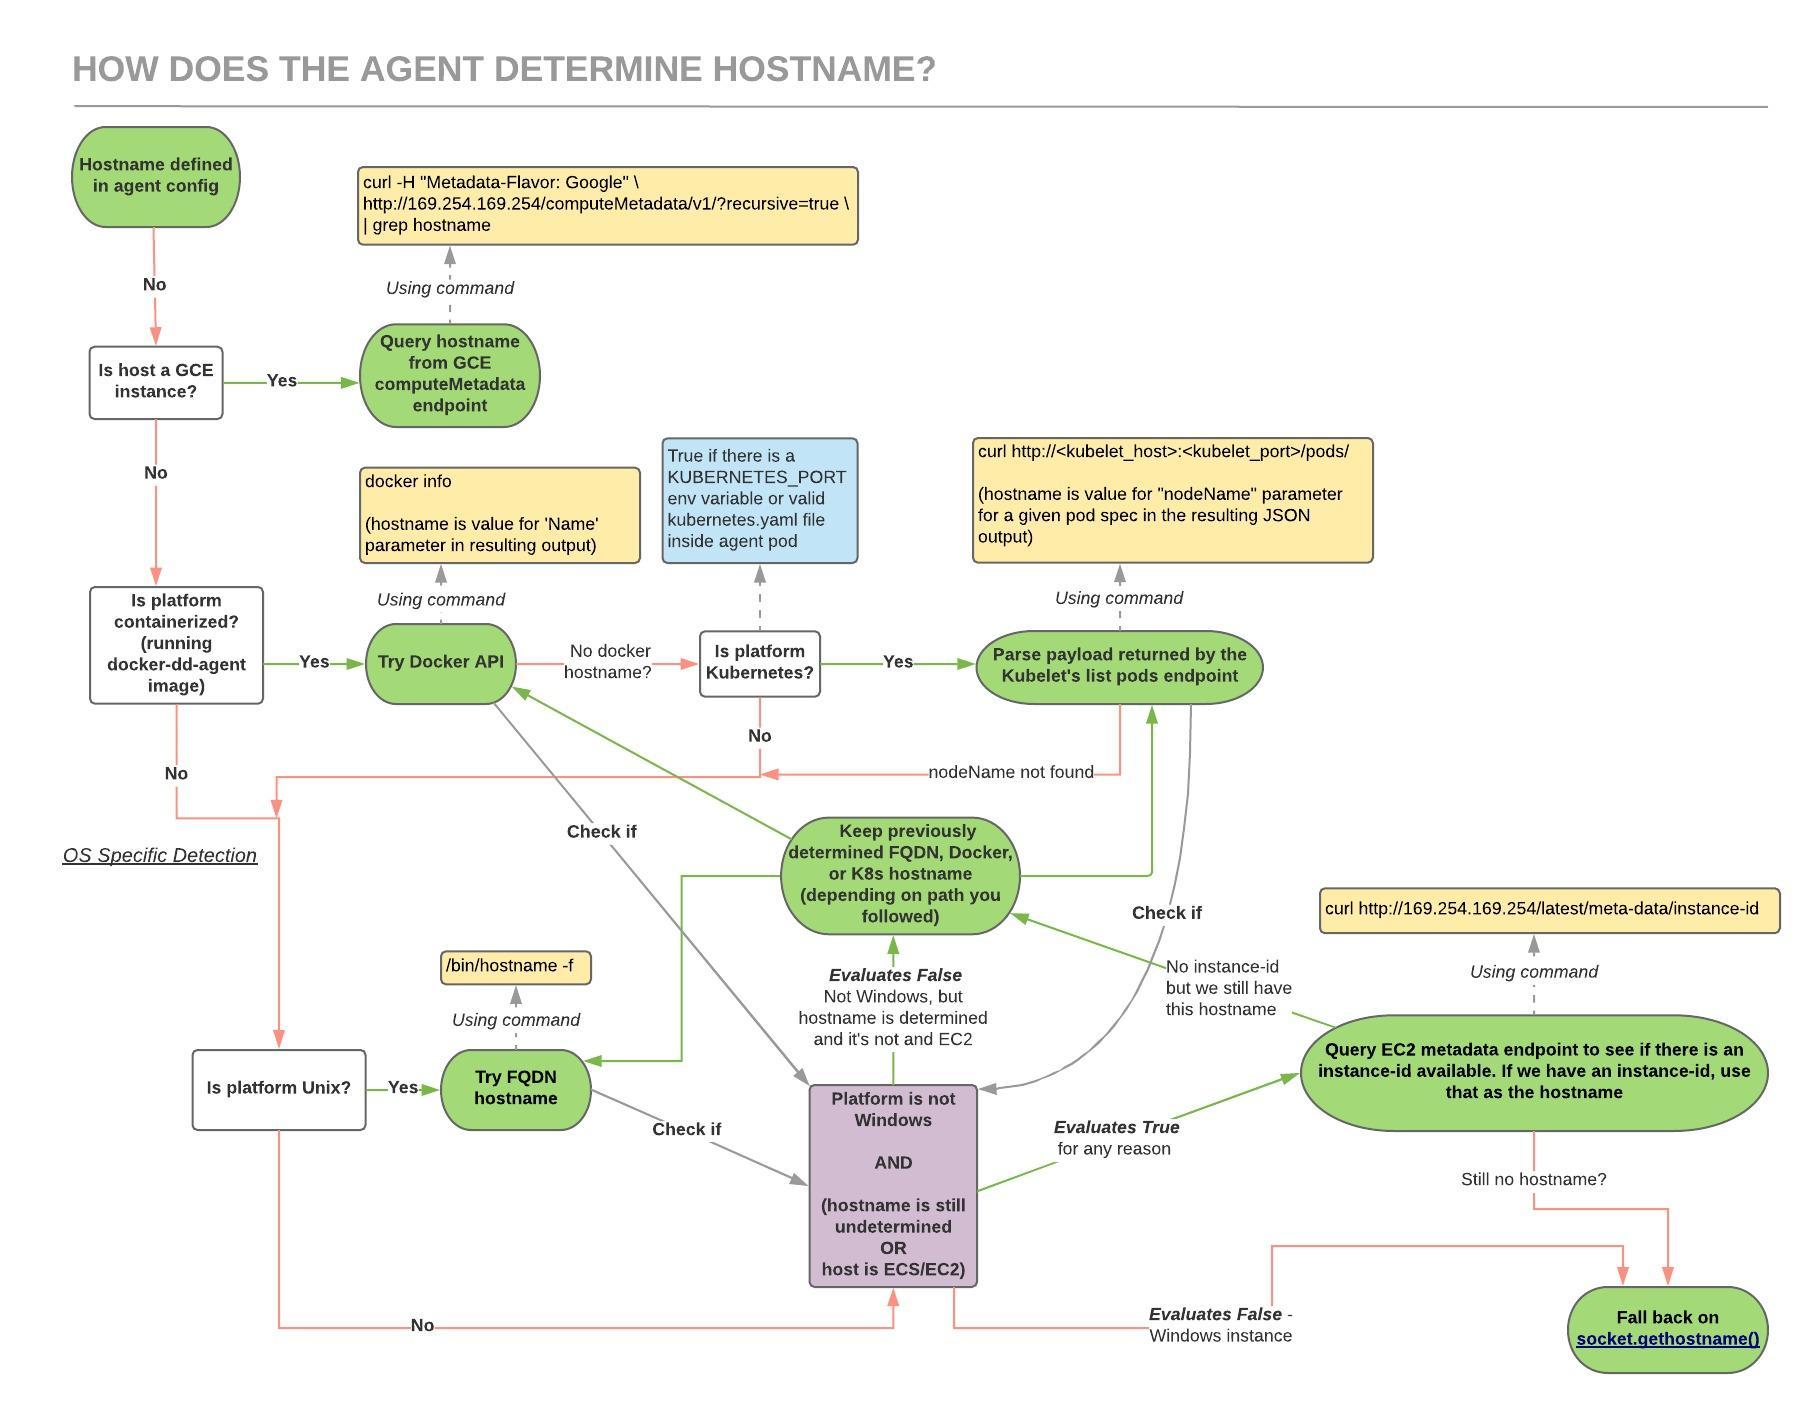 HOW DOES THE AGENT DETERMINE HOSTNAME?
Hostname defined
in agent config
No
curl -H "Metadata-Flavor: Google" \
http://169.254.169.254/computeMetadata/v1/?recursive=true \
| grep hostname
Using command
Is host a GCE
instance?
Yes
Query hostname
from GCE
computeMetadata
endpoint
No
docker info
(hostname is value for 'Name'
parameter in resulting output)
Using command
True if there is a
KUBERNETES_PORT
env variable or valid
kubernetes.yaml file
inside agent pod
curl http://<kubelet_host>:<kubelet_port>/pods/
(hostname is value for "nodeName" parameter
for a given pod spec in the resulting JSON
output)
Using command
Is platform
containerized?
(running
docker-dd-agent
image)
Yes
Try Docker API
No docker
hostname?
Is platform
Kubernetes?
Yes
Parse payload returned by the
Kubelet's list pods endpoint
No
No
nodeName not found
OS Specific Detection
Check if
Keep previously
determined FQDN, Docker,
or K8s hostname
(depending on path you
followed)
Check if
curl http://169.254.169.254/latest/meta-data/instance-id
Using command
/bin/hostname -f
Using command
Evaluates False
Not Windows, but
hostname is determined
and it's not and EC2
No instance-id
but we still have
this hostname
Query EC2 metadata endpoint to see if there is an
instance-id available. If we have an instance-id, use
that as the hostname
Is platform Unix?
Yes
Try FQDN
hostname
Check if
Platform is not
Windows
AND
(hostname is still
undetermined
OR
host is ECS/EC2)
Evaluates True
for any reason
Still no hostname?
No
Evaluates False -
Windows instance
Fall back on
socket.gethostname()